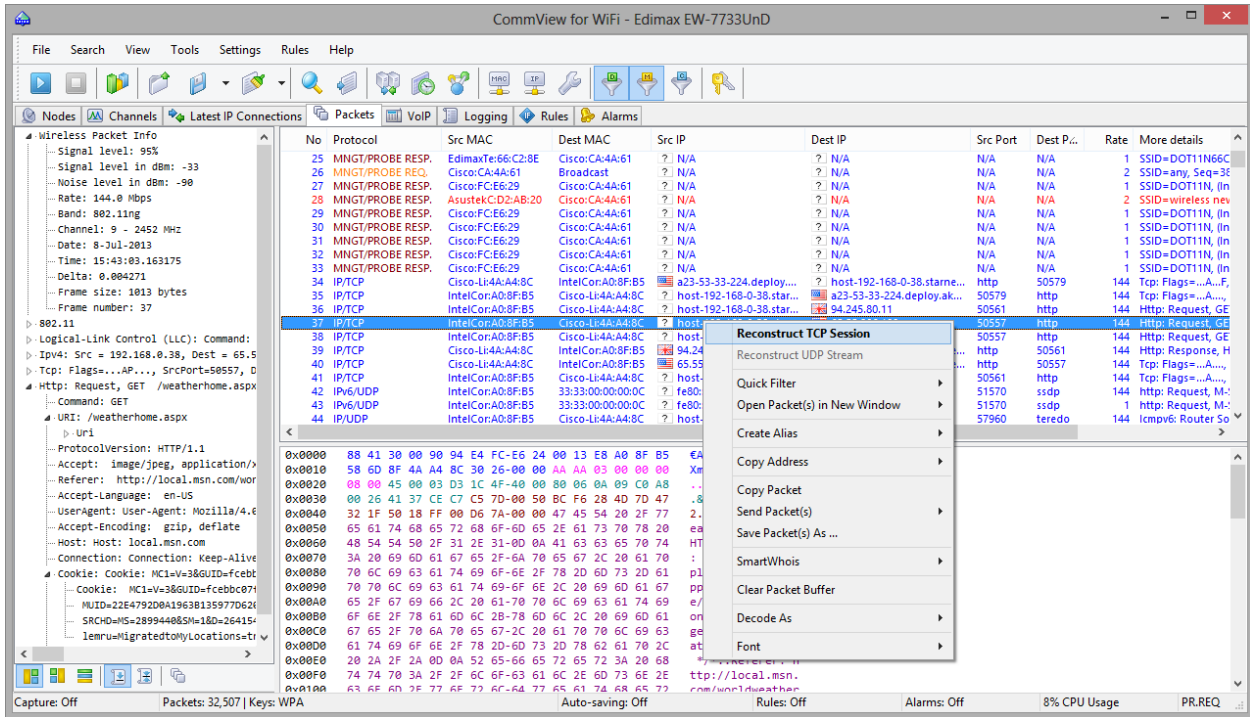 CommView for WiFi - Edimax EW-7733UnD
File Search View Tools Settings Rules Help
Nodes Channels Latest IP Connections Packets VoIP Logging Rules Alarms
Wireless Packet Info
Signal level: 95%
Signal level in dBm: -33
Noise level in dBm: -90
Rate: 144.0 Mbps
Band: 802.11ng
Channel: 9 - 2452 MHz
Date: 8-Jul-2013
Time: 15:43:03.163175
Delta: 0.004271
Frame size: 1013 bytes
Frame number: 37
802.11
Logical-Link Control (LLC): Command:
Ipv4: Src = 192.168.0.38, Dest = 65.5
Tcp: Flags=...AP..., SrcPort=50557, D
Http: Request, GET /weatherhome.aspx
Command: GET
URI: /weatherhome.aspx
Uri
ProtocolVersion: HTTP/1.1
Accept: image/jpeg, application/x
Referer: http://local.msn.com/wor
Accept-Language: en-US
UserAgent: User-Agent: Mozilla/4.0
Accept-Encoding: gzip, deflate
Host: Host: local.msn.com
Connection: Connection: Keep-Alive
Cookie: Cookie: MC1=V=3&GUID=fcebb
Cookie: MC1=V=3&GUID=fcebbc07f
MUID=22E4792D0A1963B135977D626
SRCHD=MS=2899440&SM=1&D=264154
lemru=MigratedtoMyLocations=tr
No Protocol Src MAC Dest MAC Src IP Dest IP Src Port Dest P... Rate More details
25 MNGT/PROBE RESP. EdimaxTe:66:C2:8E Cisco:CA:4A:61 ? N/A ? N/A N/A N/A 1 SSID=DOT11N66C
26 MNGT/PROBE REQ. Cisco:CA:4A:61 Broadcast ? N/A ? N/A N/A N/A 2 SSID=any, Seq=38
27 MNGT/PROBE RESP. Cisco:FC:E6:29 Cisco:CA:4A:61 ? N/A ? N/A N/A N/A 1 SSID=DOT11N, (In
28 MNGT/PROBE RESP. AsustekC:D2:AB:20 Cisco:CA:4A:61 ? N/A ? N/A N/A N/A 2 SSID=wireless nev
29 MNGT/PROBE RESP. Cisco:FC:E6:29 Cisco:CA:4A:61 ? N/A ? N/A N/A N/A 1 SSID=DOT11N, (In
30 MNGT/PROBE RESP. Cisco:FC:E6:29 Cisco:CA:4A:61 ? N/A ? N/A N/A N/A 1 SSID=DOT11N, (In
31 MNGT/PROBE RESP. Cisco:FC:E6:29 Cisco:CA:4A:61 ? N/A ? N/A N/A N/A 1 SSID=DOT11N, (In
32 MNGT/PROBE RESP. Cisco:FC:E6:29 Cisco:CA:4A:61 ? N/A ? N/A N/A N/A 1 SSID=DOT11N, (In
33 MNGT/PROBE RESP. Cisco:FC:E6:29 Cisco:CA:4A:61 ? N/A ? N/A N/A N/A 1 SSID=DOT11N, (In
34 IP/TCP Cisco-Li:4A:A4:8C IntelCor:A0:8F:B5 a23-53-33-224.deploy.... ? host-192-168-0-38.starne... http 50579 144 Tcp: Flags=...A...F,
35 IP/TCP IntelCor:A0:8F:B5 Cisco-Li:4A:A4:8C ? host-192-168-0-38.star... a23-53-33-224.deploy.ak... 50579 http 144 Tcp: Flags=...A....,
36 IP/TCP IntelCor:A0:8F:B5 Cisco-Li:4A:A4:8C ? host-192-168-0-38.star... 94.245.80.11 50561 http 144 Http: Request, GE
37 IP/TCP IntelCor:A0:8F:B5 Cisco-Li:4A:A4:8C ? host- 50557 http 144 Http: Request, GE
38 IP/TCP IntelCor:A0:8F:B5 Cisco-Li:4A:A4:8C ? host- 50557 http 144 Http: Request, GE
39 IP/TCP Cisco-Li:4A:A4:8C IntelCor:A0:8F:B5 94.24 e... http 50561 144 Http: Response, H
40 IP/TCP Cisco-Li:4A:A4:8C IntelCor:A0:8F:B5 65.55 e... http 50557 144 Tcp: Flags=...A....,
41 IP/TCP IntelCor:A0:8F:B5 Cisco-Li:4A:A4:8C ? host- 50561 http 144 Tcp: Flags=...A....,
42 IPv6/UDP IntelCor:A0:8F:B5 33:33:00:00:00:0C ? fe80: 51570 ssdp 144 http: Request, M-
43 IPv6/UDP IntelCor:A0:8F:B5 33:33:00:00:00:0C ? fe80: 51570 ssdp 1 http: Request, M-
44 IP/UDP IntelCor:A0:8F:B5 Cisco-Li:4A:A4:8C ? host- 57960 teredo 144 Icmpv6: Router So
Reconstruct TCP Session
Reconstruct UDP Stream
Quick Filter
Open Packet(s) in New Window
Create Alias
Copy Address
Copy Packet
Send Packet(s)
Save Packet(s) As ...
SmartWhois
Clear Packet Buffer
Decode As
Font
0x0000 88 41 30 00 90 94 E4 FC-E6 24 00 13 E8 A0 8F B5 €A
0x0010 58 6D 8F 4A A4 8C 30 26-00 00 AA AA 03 00 00 00 Xm
0x0020 08 00 45 00 03 D3 1C 4F-40 00 80 06 0A 09 C0 A8 ..
0x0030 00 26 41 37 CE C7 C5 7D-00 50 BC F6 28 4D 7D 47 .&
0x0040 32 1F 50 18 FF 00 D6 7A-00 00 47 45 54 20 2F 77 2.
0x0050 65 61 74 68 65 72 68 6F-6D 65 2E 61 73 70 78 20 ea
0x0060 48 54 54 50 2F 31 2E 31-0D 0A 41 63 63 65 70 74 HT
0x0070 3A 20 69 6D 61 67 65 2F-6A 70 65 67 2C 20 61 70 :
0x0080 70 6C 69 63 61 74 69 6F-6E 2F 78 2D 6D 73 2D 61 pl
0x0090 70 70 6C 69 63 61 74 69-6F 6E 2C 20 69 6D 61 67 pp
0x00A0 65 2F 67 69 66 2C 20 61-70 70 6C 69 63 61 74 69 e/
0x00B0 6F 6E 2F 78 61 6D 6C 2B-78 6D 6C 2C 20 69 6D 61 on
0x00C0 67 65 2F 70 6A 70 65 67-2C 20 61 70 70 6C 69 63 ge
0x00D0 61 74 69 6F 6E 2F 78 2D-6D 73 2D 78 62 61 70 2C at
0x00E0 20 2A 2F 2A 0D 0A 52 65-66 65 72 65 72 3A 20 68 */*..Referer: h
0x00F0 74 74 70 3A 2F 2F 6C 6F-63 61 6C 2E 6D 73 6E 2E ttp://local.msn.
0x0100 63 6F 6D 2F 77 6F 72 6C-64 77 65 61 74 68 65 72 com/worldweather
Capture: Off Packets: 32,507 Keys: WPA Auto-saving: Off Rules: Off Alarms: Off 8% CPU Usage PR.REQ